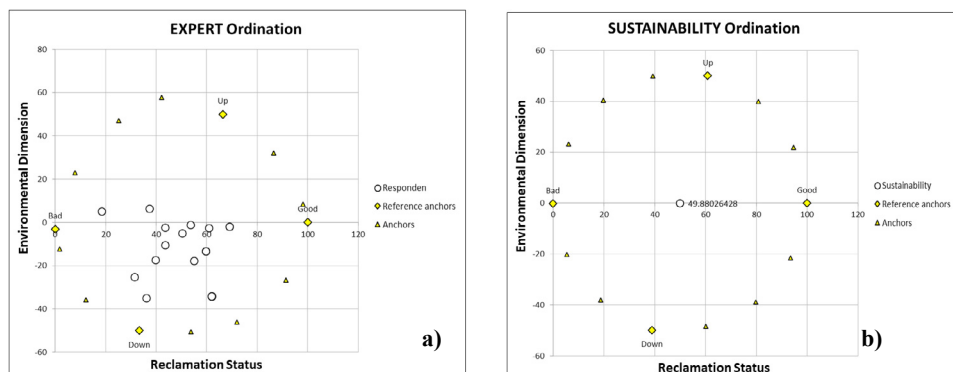 EXPERT Ordination
80
60
40
20
0
-20
-40
-60
0
20
40
60
80
100
120
Up
Bad
Good
Down
Environmental Dimension
Reclamation Status
Responden
Reference anchors
Anchors
a)
SUSTAINABILITY Ordination
60
40
20
0
-20
-40
-60
0
20
40
60
80
100
120
Up
Bad
49.88026428
Good
Down
Environmental Dimension
Reclamation Status
Sustainability
Reference anchors
Anchors
b)